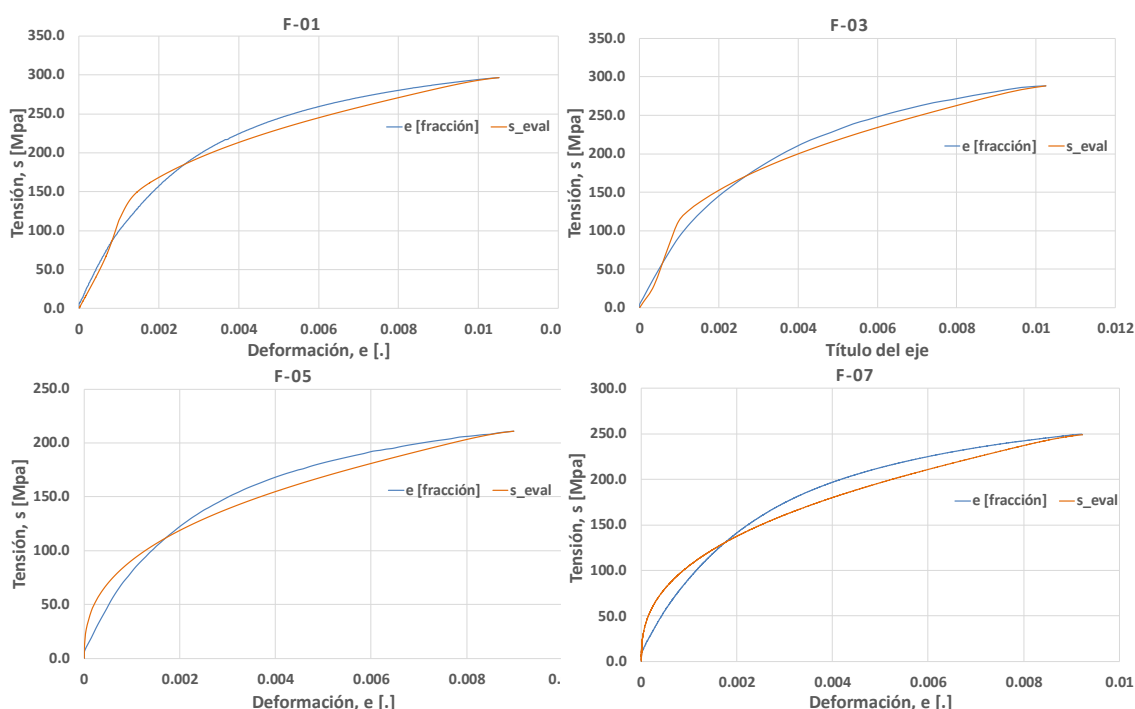 F-01
Tensión, s [Mpa]
350.0
300.0
250.0
200.0
150.0
100.0
50.0
0.0
e [fracción] s_eval
0 0.002 0.004 0.006 0.008 0.01 0.0
Deformación, e [.]
F-03
Tensión, s [Mpa]
350.0
300.0
250.0
200.0
150.0
100.0
50.0
0.0
e [fracción] s_eval
0 0.002 0.004 0.006 0.008 0.01 0.012
Título del eje
F-05
Tensión, s [Mpa]
250.0
200.0
150.0
100.0
50.0
0.0
e [fracción] s_eval
0 0.002 0.004 0.006 0.008 0.
Deformación, e [.]
F-07
Tensión, s [Mpa]
300.0
250.0
200.0
150.0
100.0
50.0
0.0
e [fracción] s_eval
0 0.002 0.004 0.006 0.008 0.01
Deformación, e [.]